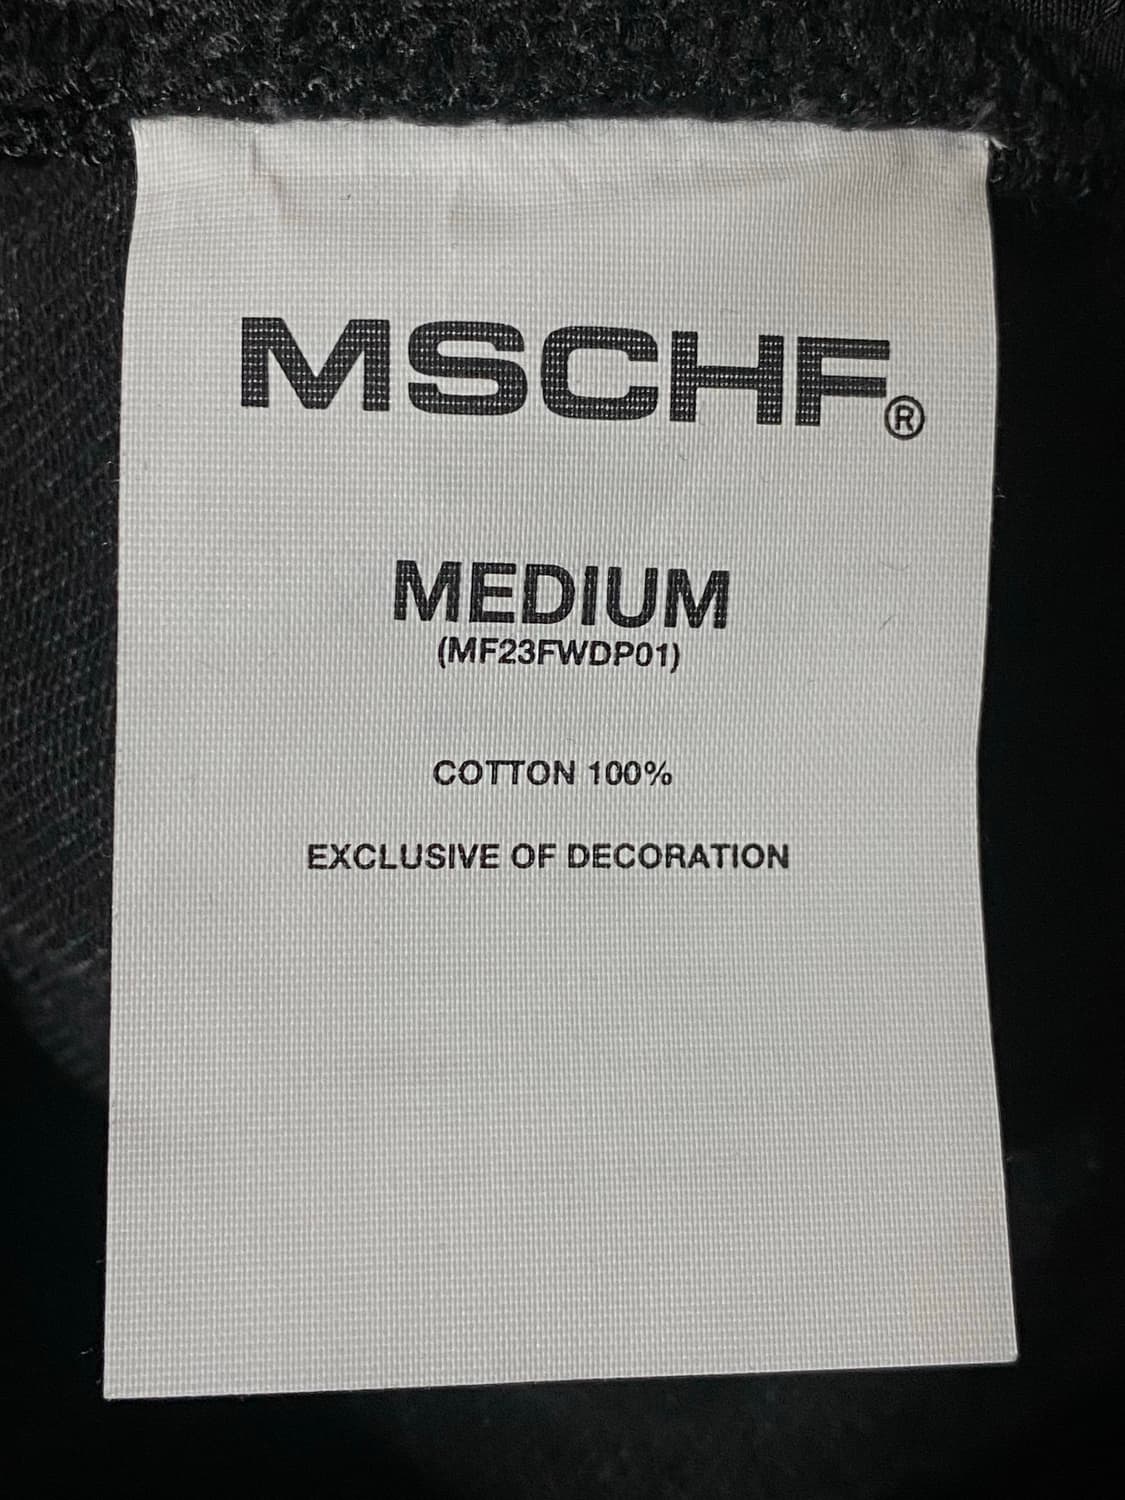 MSCHF®
MEDIUM
(MF23FWDP01)
COTTON 100%
EXCLUSIVE OF DECORATION